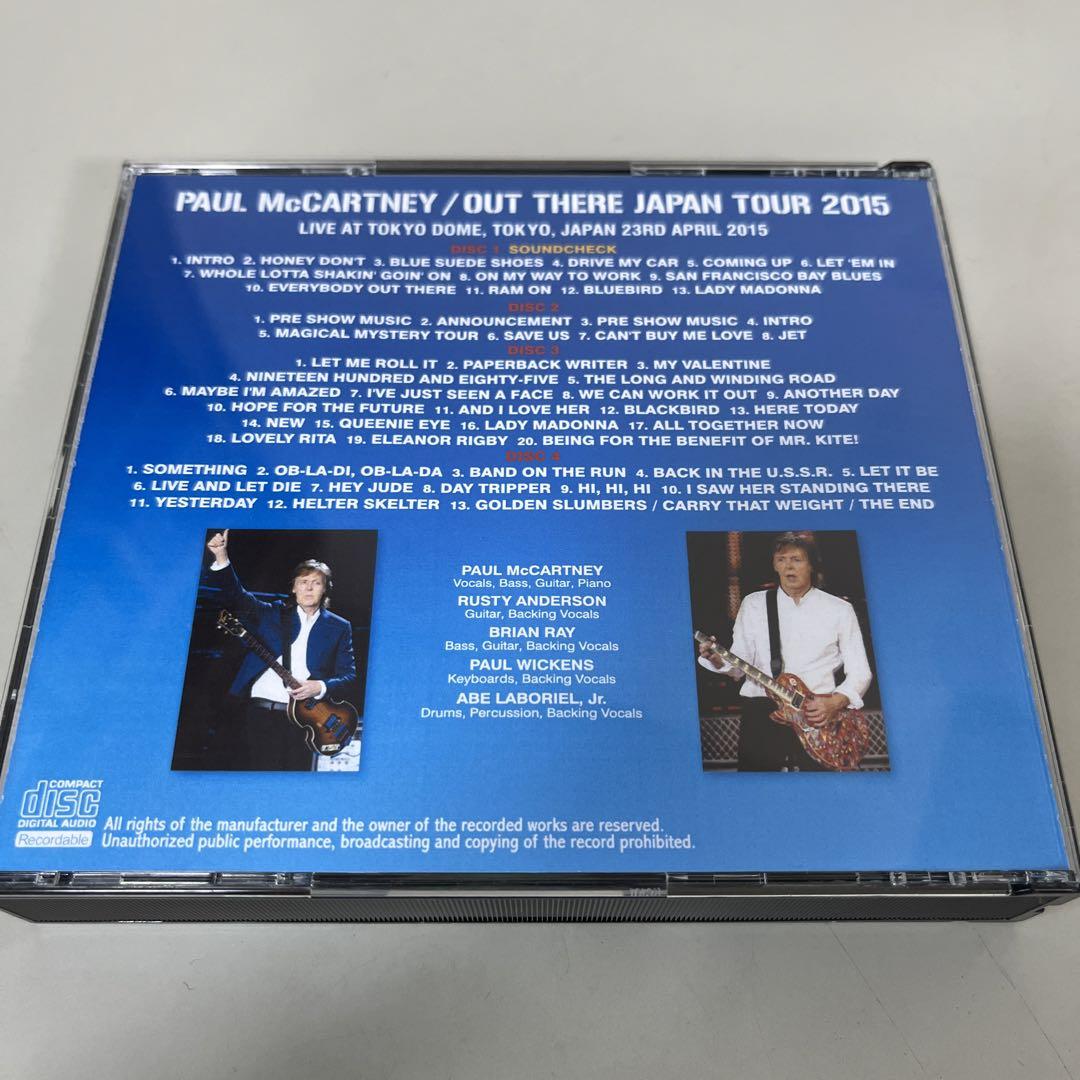 PAUL McCARTNEY / OUT THERE JAPAN TOUR 2015
LIVE AT TOKYO DOME, TOKYO, JAPAN 23RD APRIL 2015
DISC 1 SOUNDCHECK
1. INTRO 2. HONEY DON'T 3. BLUE SUEDE SHOES 4. DRIVE MY CAR 5. COMING UP 6. LET 'EM IN
7. WHOLE LOTTA SHAKIN' GOIN' ON 8. ON MY WAY TO WORK 9. SAN FRANCISCO BAY BLUES
10. EVERYBODY OUT THERE 11. RAM ON 12. BLUEBIRD 13. LADY MADONNA
DISC 2
1. PRE SHOW MUSIC 2. ANNOUNCEMENT 3. PRE SHOW MUSIC 4. INTRO
5. MAGICAL MYSTERY TOUR 6. SAVE US 7. CAN'T BUY ME LOVE 8. JET
DISC 3
1. LET ME ROLL IT 2. PAPERBACK WRITER 3. MY VALENTINE
4. NINETEEN HUNDRED AND EIGHTY-FIVE 5. THE LONG AND WINDING ROAD
6. MAYBE I'M AMAZED 7. I'VE JUST SEEN A FACE 8. WE CAN WORK IT OUT 9. ANOTHER DAY
10. HOPE FOR THE FUTURE 11. AND I LOVE HER 12. BLACKBIRD 13. HERE TODAY
14. NEW 15. QUEENIE EYE 16. LADY MADONNA 17. ALL TOGETHER NOW
18. LOVELY RITA 19. ELEANOR RIGBY 20. BEING FOR THE BENEFIT OF MR. KITE!
DISC 4
1. SOMETHING 2. OB-LA-DI, OB-LA-DA 3. BAND ON THE RUN 4. BACK IN THE U.S.S.R. 5. LET IT BE
6. LIVE AND LET DIE 7. HEY JUDE 8. DAY TRIPPER 9. HI, HI, HI 10. I SAW HER STANDING THERE
11. YESTERDAY 12. HELTER SKELTER 13. GOLDEN SLUMBERS / CARRY THAT WEIGHT / THE END
PAUL McCARTNEY
Vocals, Bass, Guitar, Piano
RUSTY ANDERSON
Guitar, Backing Vocals
BRIAN RAY
Bass, Guitar, Backing Vocals
PAUL WICKENS
Keyboards, Backing Vocals
ABE LABORIEL, Jr.
Drums, Percussion, Backing Vocals
COMPACT
disc
DIGITAL AUDIO
Recordable
All rights of the manufacturer and the owner of the recorded works are reserved.
Unauthorized public performance, broadcasting and copying of the record prohibited.